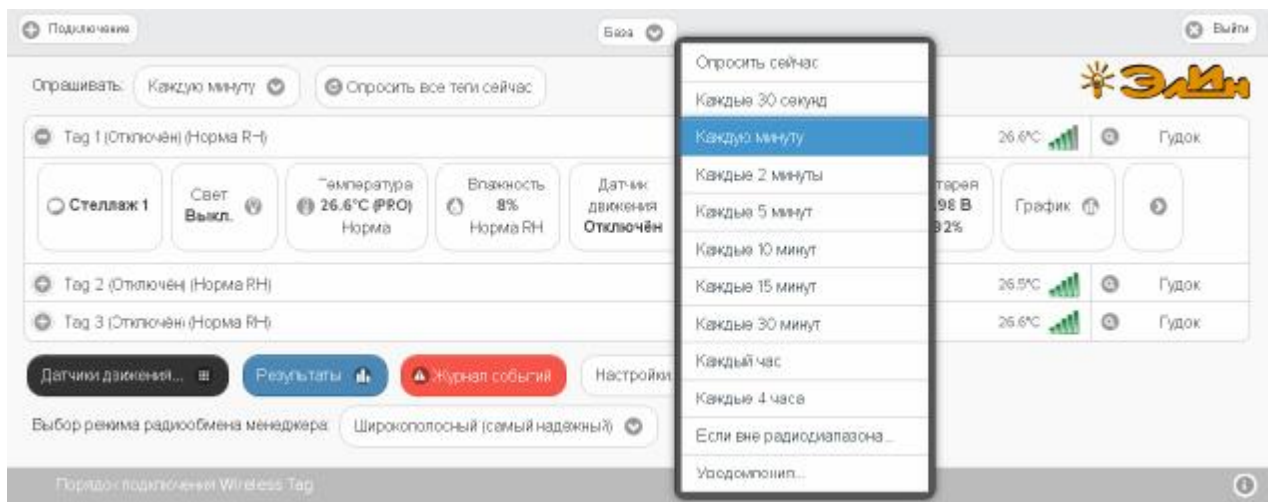 Подключение
База
Выйти
Опрашивать:
Каждую минуту
Опросить все теги сейчас
ЭлИн
Tag 1 (Отключён) (Норма RH)
26.6°C
Гудок
Стеллаж 1
Свет
Выкл.
Температура
26.6°C (PRO)
Норма
Влажность
8%
Норма RH
Датчик
движения
Отключён
График
Tag 2 (Отключён) (Норма RH)
26.5°C
Гудок
Tag 3 (Отключён) (Норма RH)
26.6°C
Гудок
Датчики движения...
Результаты
Журнал событий
Настройки
Выбор режима радиообмена менеджера:
Широкополосный (самый надёжный)
Порядок подключения Wireless Tag
Опросить сейчас
Каждые 30 секунд
Каждую минуту
Каждые 2 минуты
Каждые 5 минут
Каждые 10 минут
Каждые 15 минут
Каждые 30 минут
Каждый час
Каждые 4 часа
Если вне радиодиапазона...